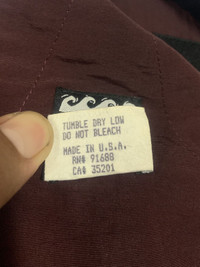 TUMBLE DRY LOW
DO NOT BLEACH
MADE IN U.S.A.
RN# 91688
CA# 35201